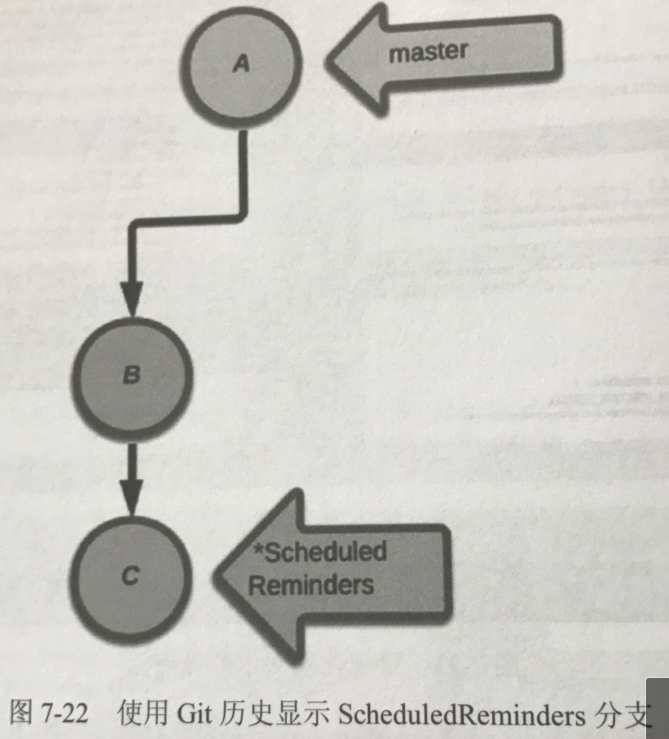 A
master
B
*Scheduled
Reminders
C
图 7-22 使用 Git 历史显示 ScheduledReminders 分支